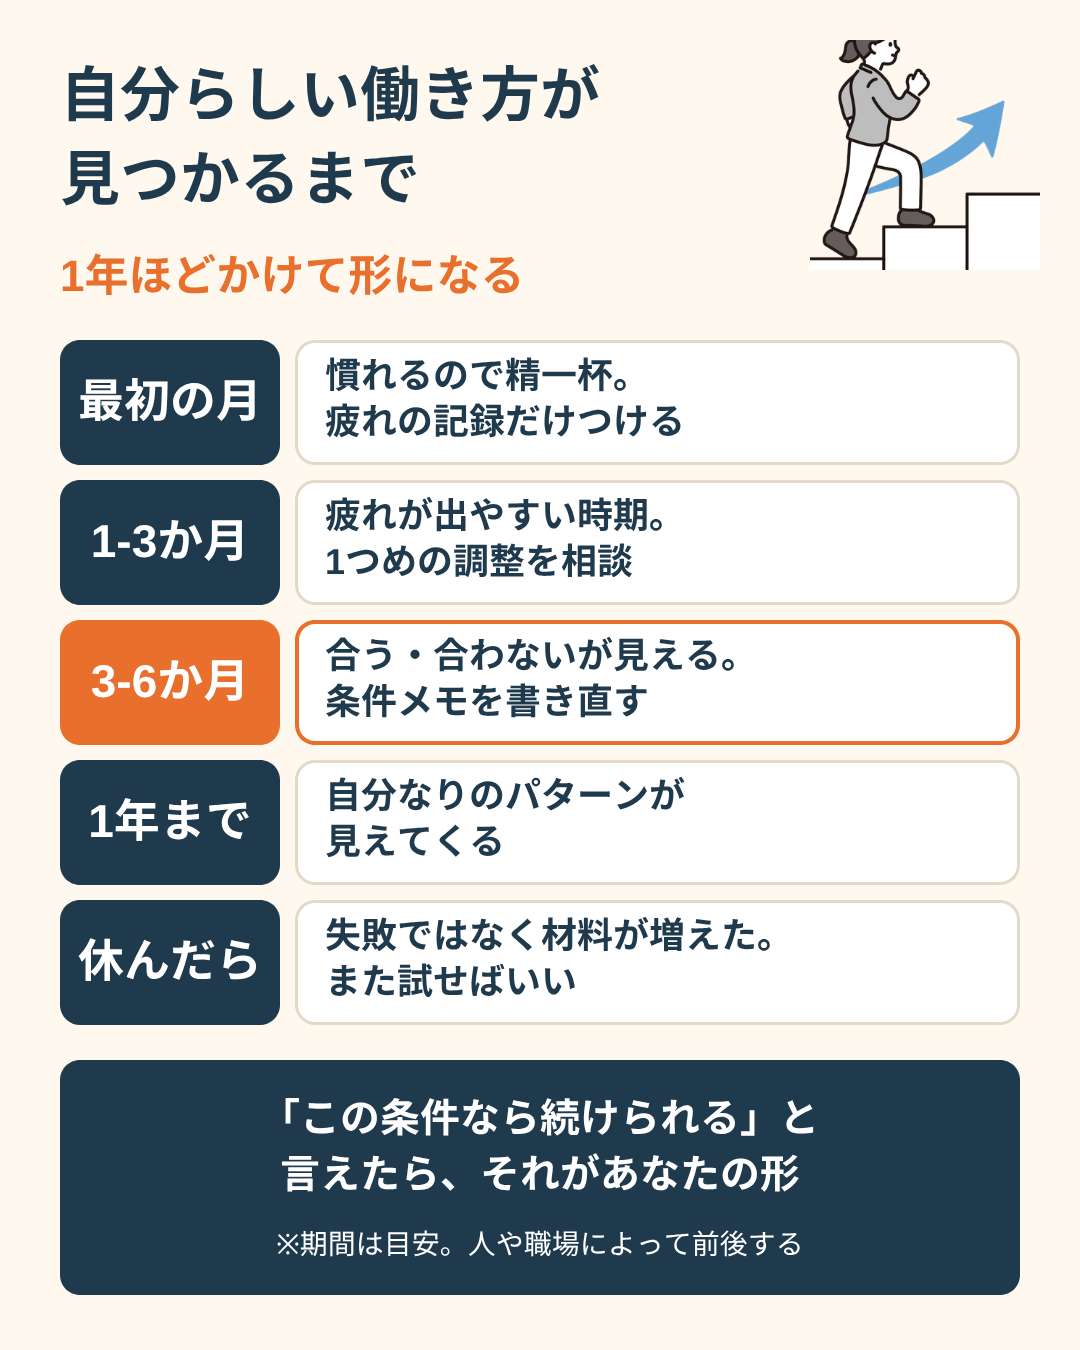 自分らしい働き方が
見つかるまで
1年ほどかけて形になる
最初の月
慣れるので精一杯。
疲れの記録だけつける
1-3か月
疲れが出やすい時期。
1つめの調整を相談
3-6か月
合う・合わないが見える。
条件メモを書き直す
1年まで
自分なりのパターンが
見えてくる
休んだら
失敗ではなく材料が増えた。
また試せばいい
「この条件なら続けられる」と
言えたら、それがあなたの形
※期間は目安。人や職場によって前後する